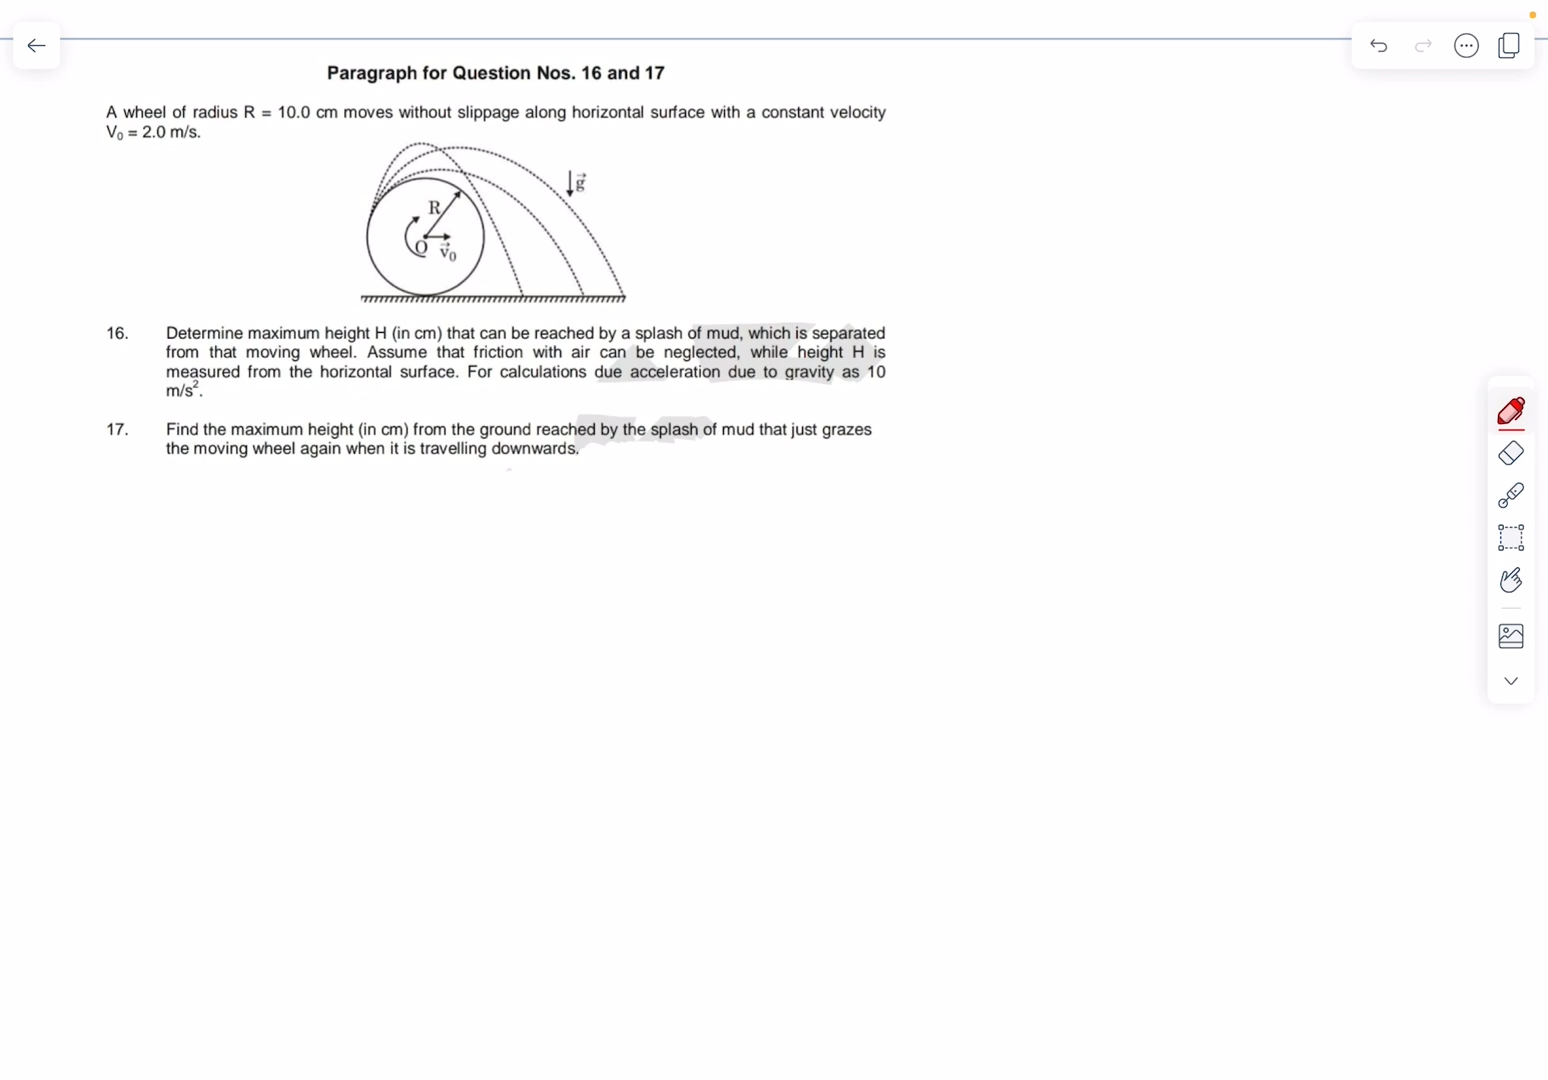 Paragraph for Question Nos. 16 and 17
A wheel of radius R = 10.0 cm moves without slippage along horizontal surface with a constant velocity
V₀ = 2.0 m/s.
R
g⃗
O v⃗₀
16. Determine maximum height H (in cm) that can be reached by a splash of mud, which is separated
from that moving wheel. Assume that friction with air can be neglected, while height H is
measured from the horizontal surface. For calculations due acceleration due to gravity as 10
m/s².
17. Find the maximum height (in cm) from the ground reached by the splash of mud that just grazes
the moving wheel again when it is travelling downwards.